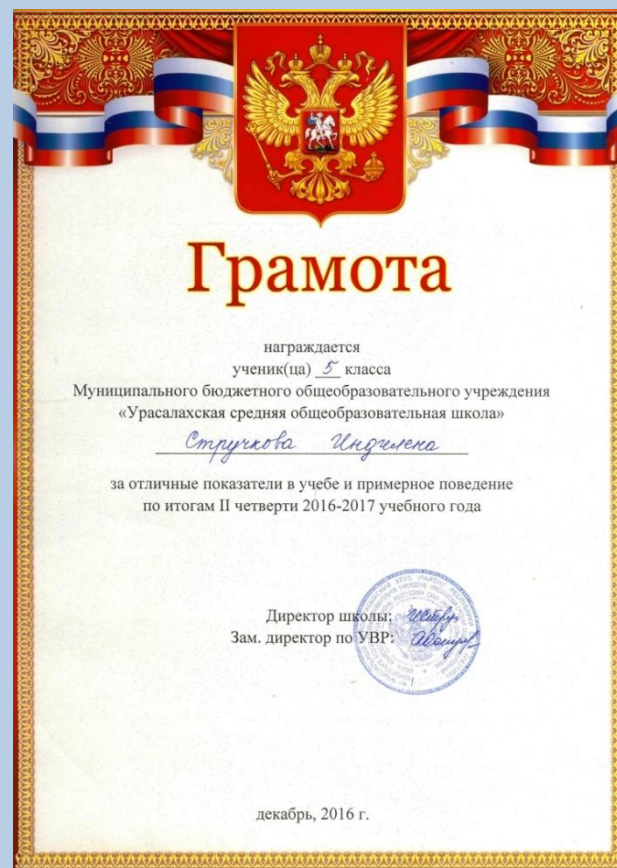 Грамота
награждается
ученик(ца) 5 класса
Муниципального бюджетного общеобразовательного учреждения
«Урасалахская средняя общеобразовательная школа»
Стручкова Индилена
за отличные показатели в учебе и примерное поведение
по итогам II четверти 2016-2017 учебного года
Директор школы:
Зам. директор по УВР:
декабрь, 2016 г.